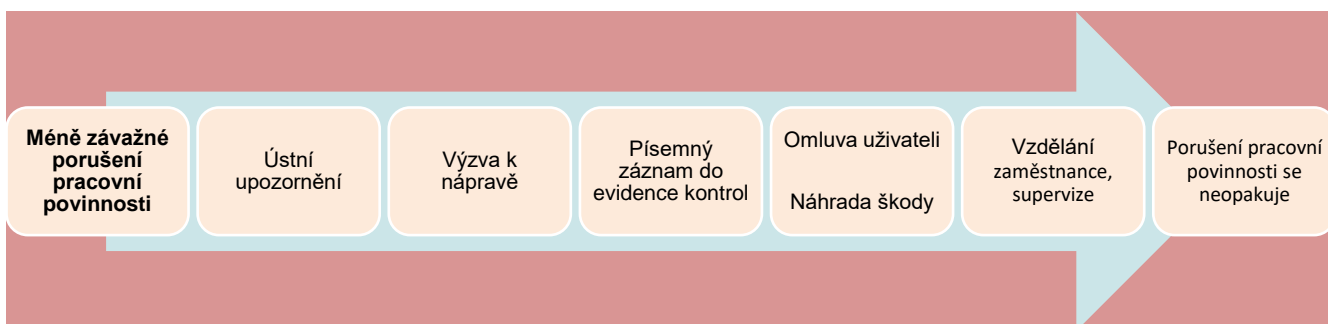 Méně závažné
porušení
pracovní
povinnosti
Ústní
upozornění
Výzva k
nápravě
Písemný
záznam do
evidence kontrol
Omluva uživateli
Náhrada škody
Vzdělání
zaměstnance,
supervize
Porušení pracovní
povinnosti se
neopakuje